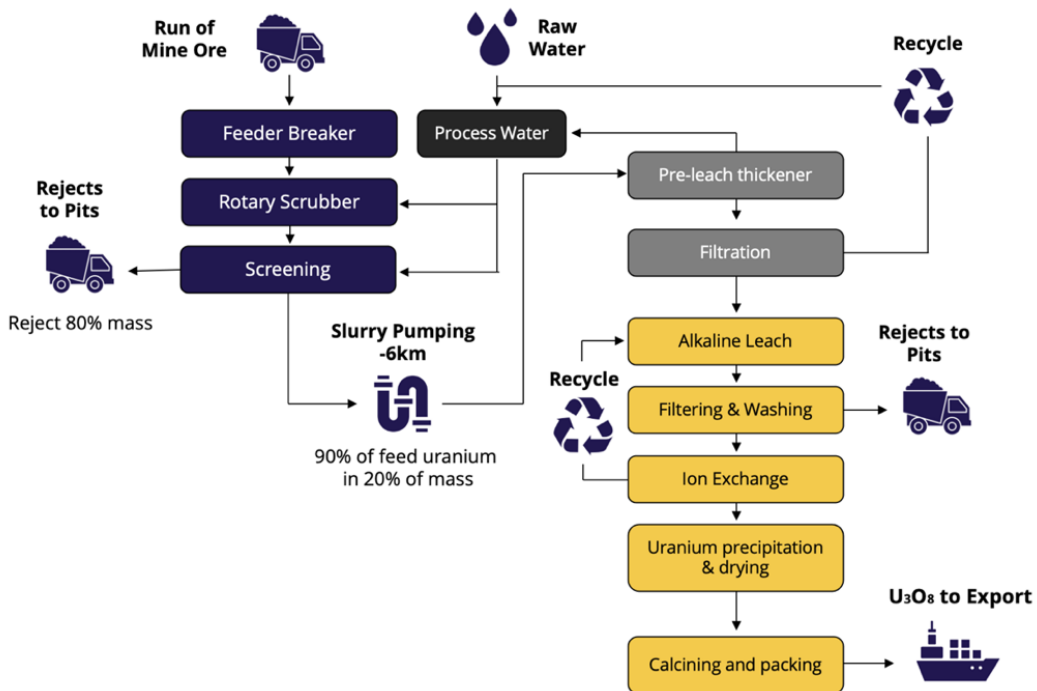 Run of
Mine Ore
Raw
Water
Recycle
Feeder Breaker
Process Water
Pre-leach thickener
Rejects
to Pits
Rotary Scrubber
Screening
Filtration
Reject 80% mass
Slurry Pumping
-6km
90% of feed uranium
in 20% of mass
Recycle
Alkaline Leach
Rejects to
Pits
Filtering & Washing
Ion Exchange
Uranium precipitation
& drying
U₃O₈ to Export
Calcining and packing